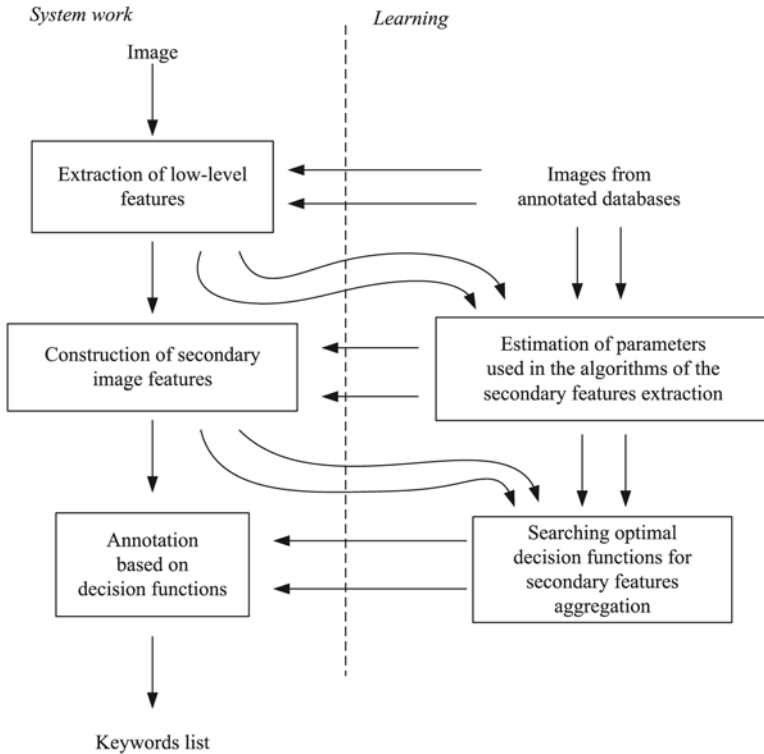 System work
Learning
Image
Extraction of low-level
features
Images from
annotated databases
Construction of secondary
image features
Estimation of parameters
used in the algorithms of the
secondary features extraction
Annotation
based on
decision functions
Searching optimal
decision functions for
secondary features
aggregation
Keywords list